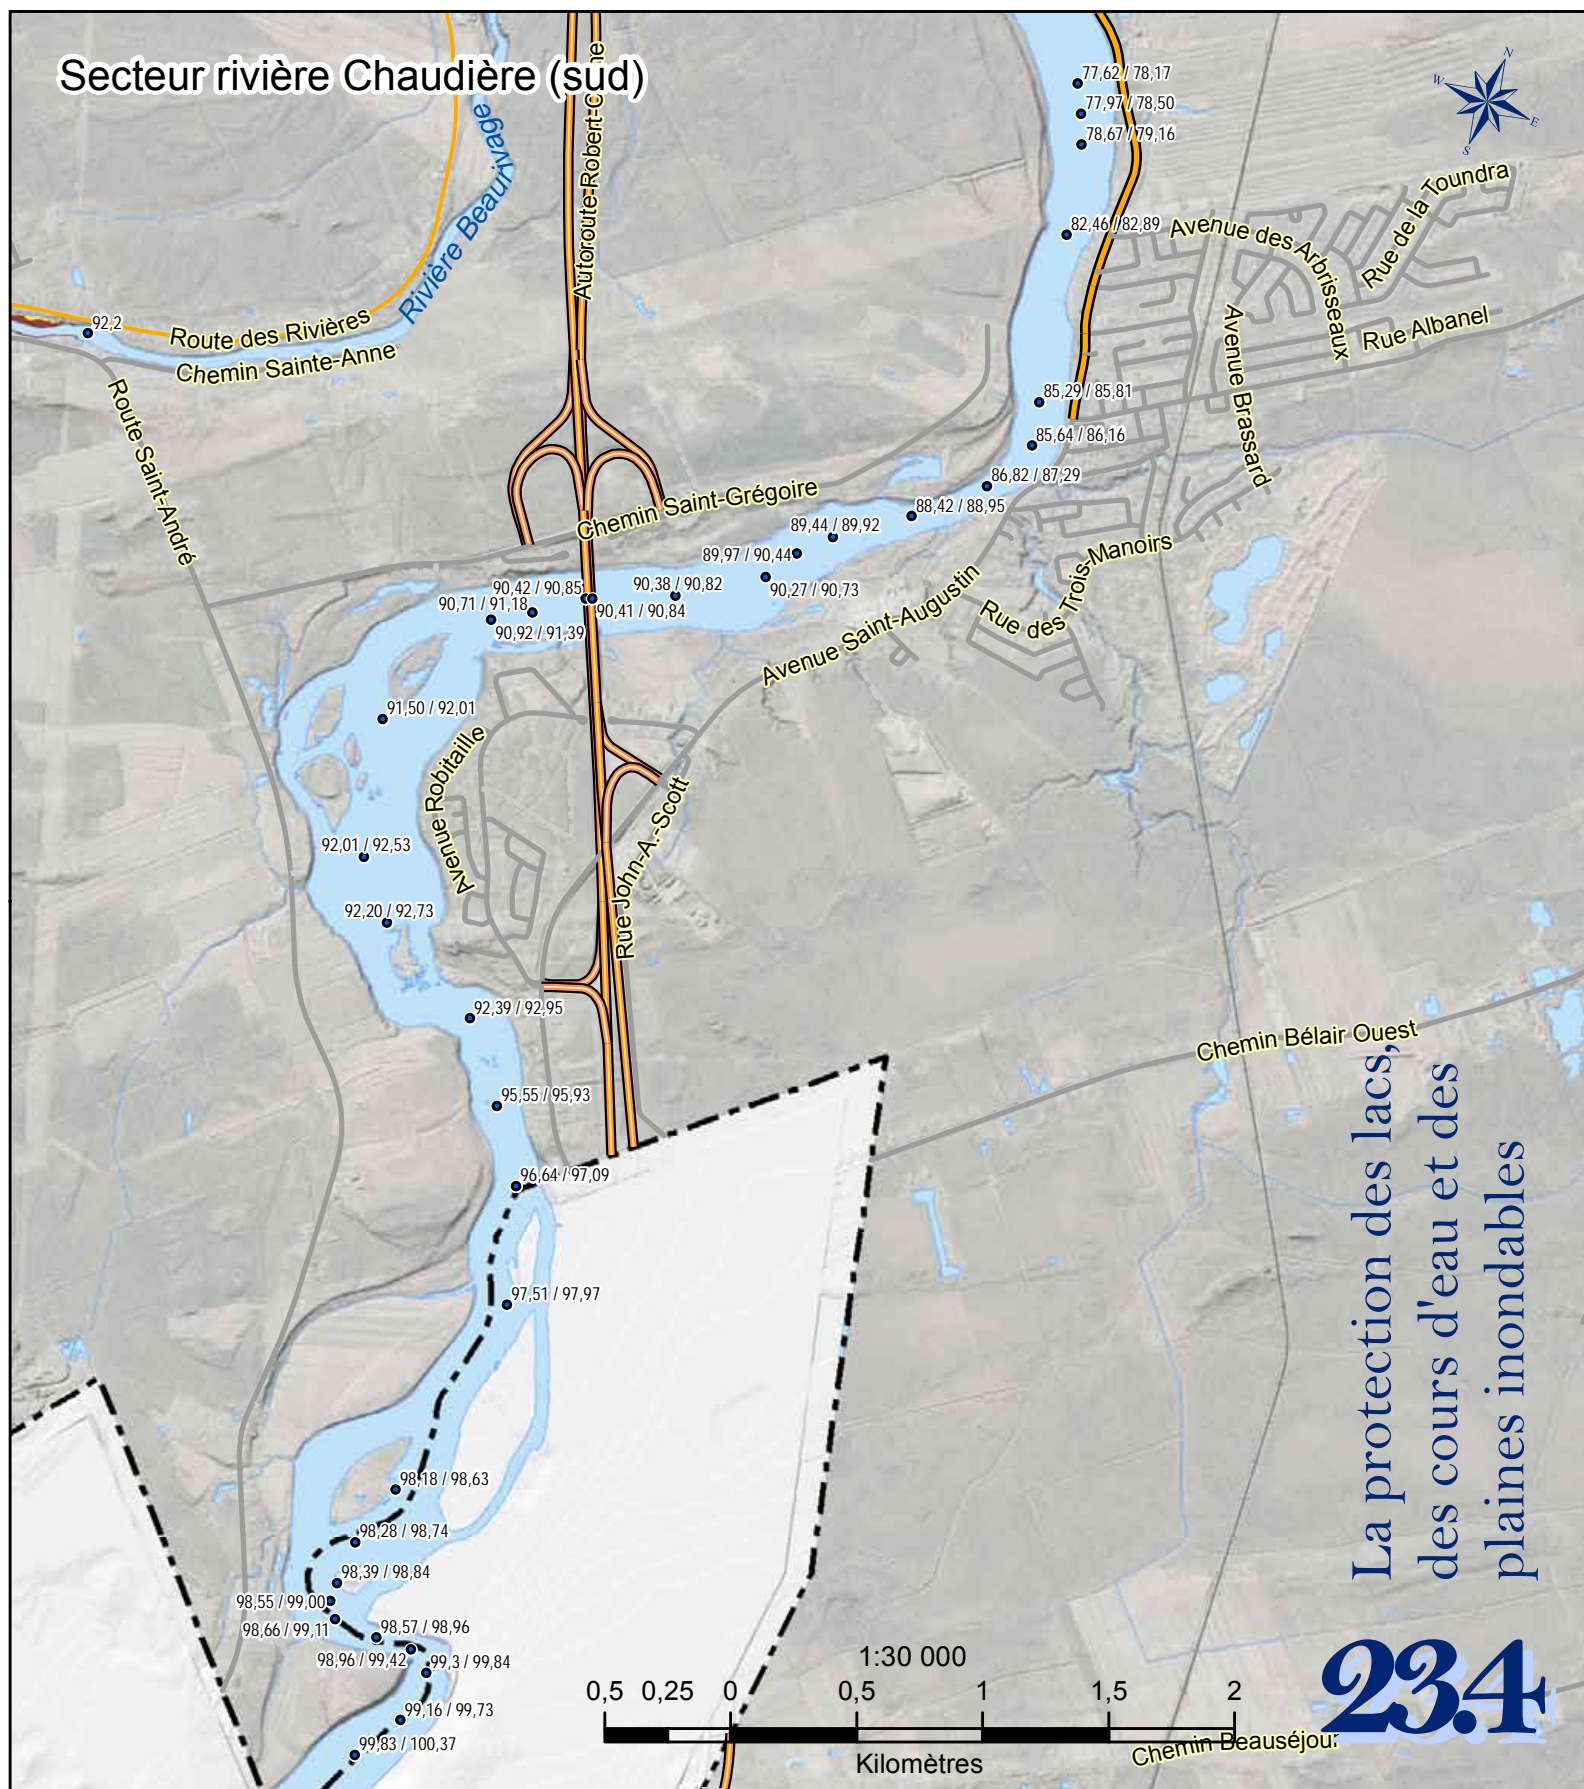 Secteur rivière Chaudière (sud)
N
W
E
S
77,62 / 78,17
77,97 / 78,50
78,67 / 79,16
82,46 / 82,89
Rivière Beaurivage
Avenue des Arbrisseaux
Rue de la Toundra
Rue Albanel
Avenue Brassard
92,2
Route des Rivières
Chemin Sainte-Anne
Route Saint-André
85,29 / 85,81
85,64 / 86,16
86,82 / 87,29
88,42 / 88,95
89,44 / 89,92
89,97 / 90,44
90,27 / 90,73
90,38 / 90,82
90,42 / 90,85
90,41 / 90,84
90,71 / 91,18
90,92 / 91,39
Chemin Saint-Grégoire
Rue des Trois-Manoirs
Avenue Saint-Augustin
91,50 / 92,01
Avenue Robitaille
Rue John-A.-Scott
92,01 / 92,53
92,20 / 92,73
92,39 / 92,95
95,55 / 95,93
96,64 / 97,09
97,51 / 97,97
Chemin Bélair Ouest
98,18 / 98,63
98,28 / 98,74
98,39 / 98,84
98,55 / 99,00
98,66 / 99,11
98,57 / 98,96
98,96 / 99,42
99,3 / 99,84
99,16 / 99,73
99,83 / 100,37
1:30 000
0,5 0,25 0 0,5 1 1,5 2
Kilomètres
Chemin Beauséjour
La protection des lacs,
des cours d'eau et des
plaines inondables
23.4